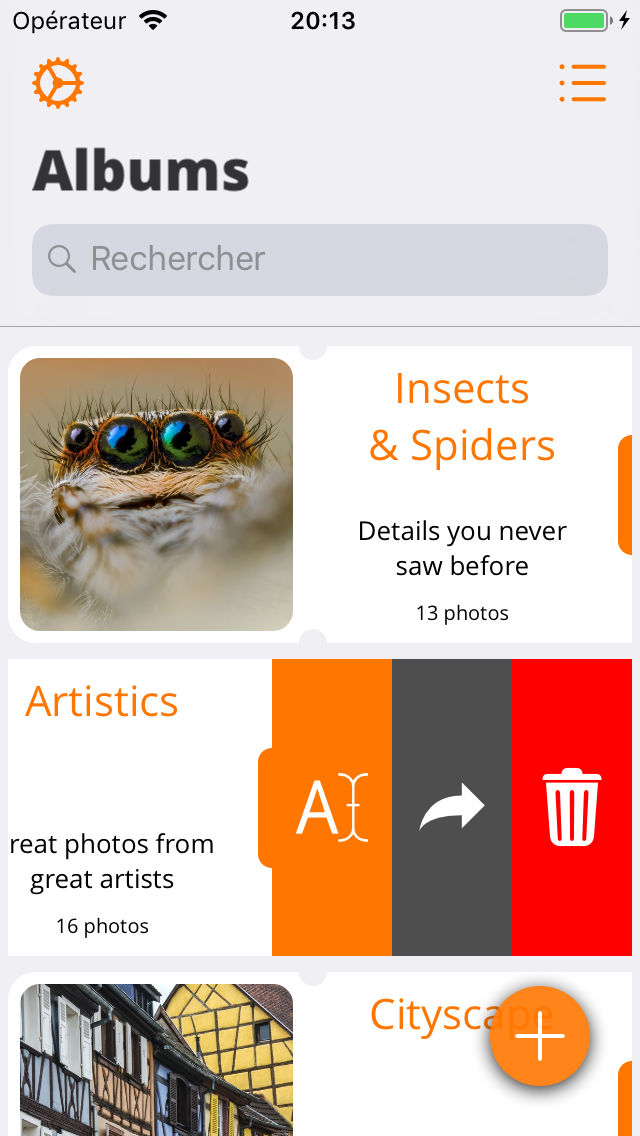 Opérateur 20:13
Albums
Rechercher
Insects
& Spiders
Details you never
saw before
13 photos
Artistics
reat photos from
great artists
16 photos
A
Cityscape